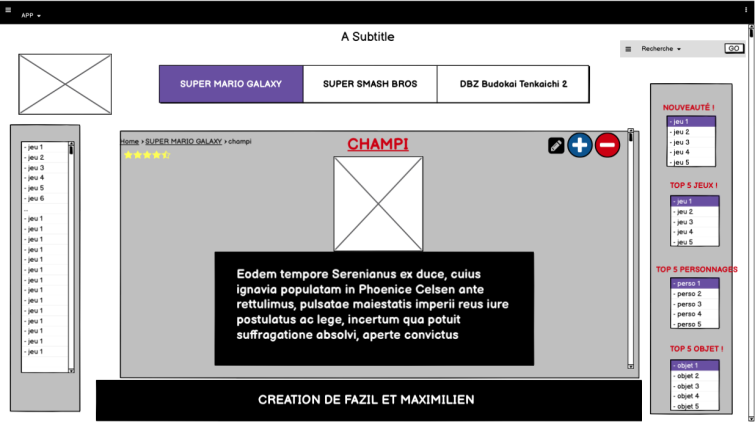 APP
A Subtitle
Recherche
GO
SUPER MARIO GALAXY
SUPER SMASH BROS
DBZ Budokai Tenkaichi 2
- jeu 1
- jeu 2
- jeu 3
- jeu 4
- jeu 5
- jeu 6
...
- jeu 1
- jeu 1
- jeu 1
- jeu 1
- jeu 1
- jeu 1
- jeu 1
- jeu 1
- jeu 1
- jeu 1
- jeu 1
- jeu 1
- jeu 1
- jeu 1
Home › SUPER MARIO GALAXY › champi
CHAMPI
Eodem tempore Serenianus ex duce, cuius
ignavia populatam in Phoenice Celsen ante
rettulimus, pulsatae maiestatis imperii reus iure
postulatus ac lege, incertum qua potuit
suffragatione absolvi, aperte convictus
NOUVEAUTÉ !
- jeu 1
- jeu 2
- jeu 3
- jeu 4
- jeu 5
TOP 5 JEUX !
- jeu 1
- jeu 2
- jeu 3
- jeu 4
- jeu 5
TOP 5 PERSONNAGES
- perso 1
- perso 2
- perso 3
- perso 4
- perso 5
TOP 5 OBJET !
- objet 1
- objet 2
- objet 3
- objet 4
- objet 5
CREATION DE FAZIL ET MAXIMILIEN